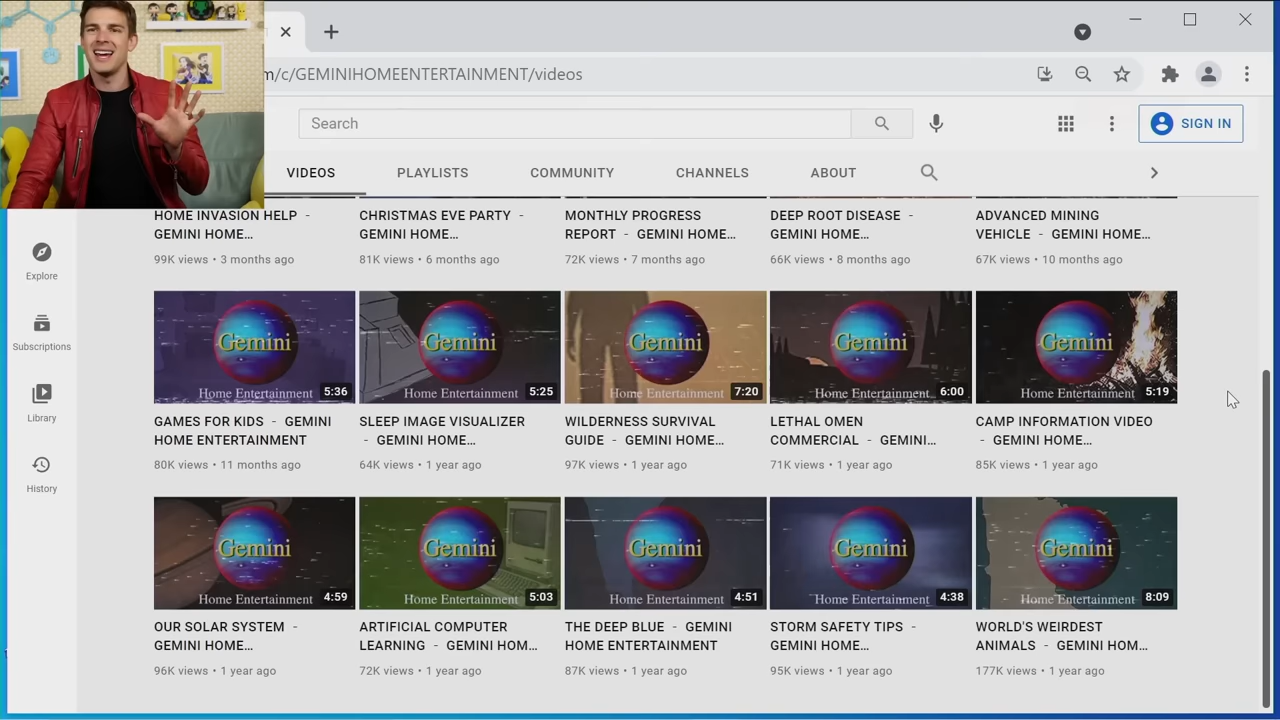 m/c/GEMINIHOMEENTERTAINMENT/videos
Search
SIGN IN
VIDEOS
PLAYLISTS
COMMUNITY
CHANNELS
ABOUT
Explore
Subscriptions
Library
History
HOME INVASION HELP -
GEMINI HOME...
99K views • 3 months ago
CHRISTMAS EVE PARTY -
GEMINI HOME...
81K views • 6 months ago
MONTHLY PROGRESS
REPORT - GEMINI HOME...
72K views • 7 months ago
DEEP ROOT DISEASE -
GEMINI HOME...
66K views • 8 months ago
ADVANCED MINING
VEHICLE - GEMINI HOME...
67K views • 10 months ago
Gemini
Home Entertainment
5:36
GAMES FOR KIDS - GEMINI
HOME ENTERTAINMENT
80K views • 11 months ago
Gemini
Home Entertainment
5:25
SLEEP IMAGE VISUALIZER
- GEMINI HOME...
64K views • 1 year ago
Gemini
Home Entertainment
7:20
WILDERNESS SURVIVAL
GUIDE - GEMINI HOME...
97K views • 1 year ago
Gemini
Home Entertainment
6:00
LETHAL OMEN
COMMERCIAL - GEMINI...
71K views • 1 year ago
Gemini
Home Entertainment
5:19
CAMP INFORMATION VIDEO
- GEMINI HOME...
85K views • 1 year ago
Gemini
Home Entertainment
4:59
OUR SOLAR SYSTEM -
GEMINI HOME...
96K views • 1 year ago
Gemini
Home Entertainment
5:03
ARTIFICIAL COMPUTER
LEARNING - GEMINI HOM...
72K views • 1 year ago
Gemini
Home Entertainment
4:51
THE DEEP BLUE - GEMINI
HOME ENTERTAINMENT
87K views • 1 year ago
Gemini
Home Entertainment
4:38
STORM SAFETY TIPS -
GEMINI HOME...
95K views • 1 year ago
Gemini
Home Entertainment
8:09
WORLD'S WEIRDEST
ANIMALS - GEMINI HOM...
177K views • 1 year ago